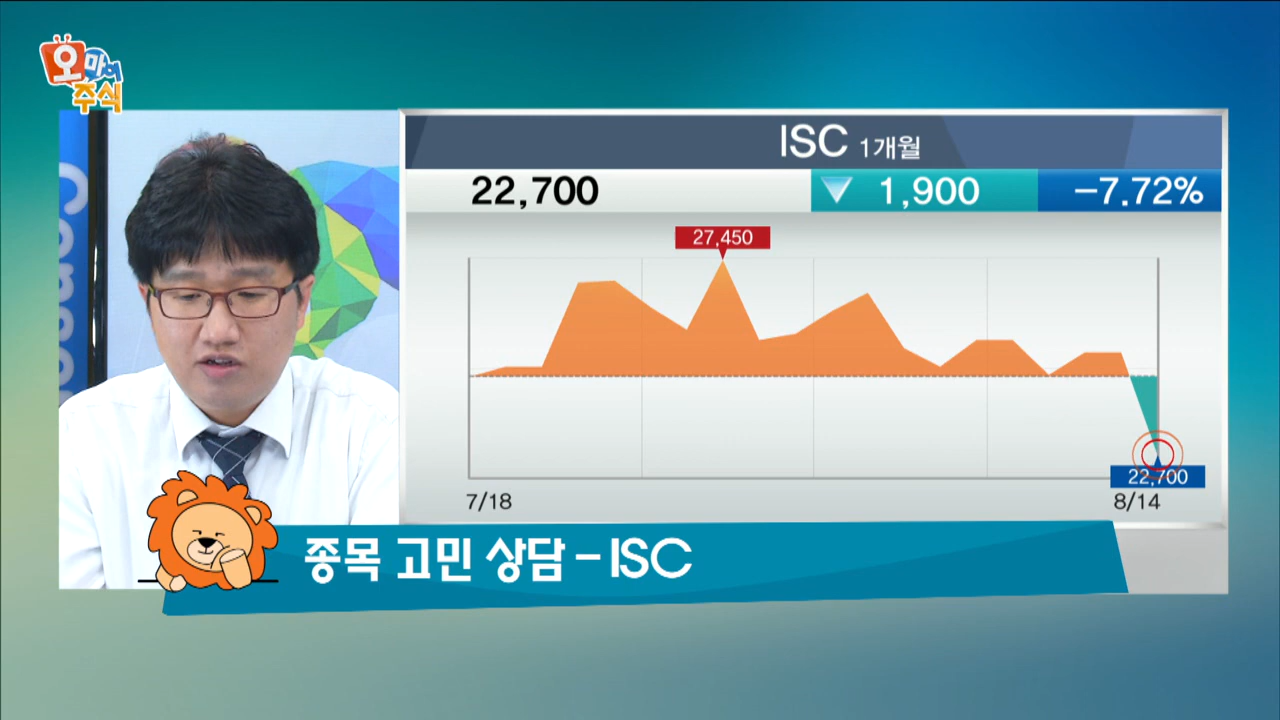 오마이
주식
ISC 1개월
22,700 ▼ 1,900 -7.72%
27,450
22,700
7/18 8/14
종목 고민 상담 - ISC